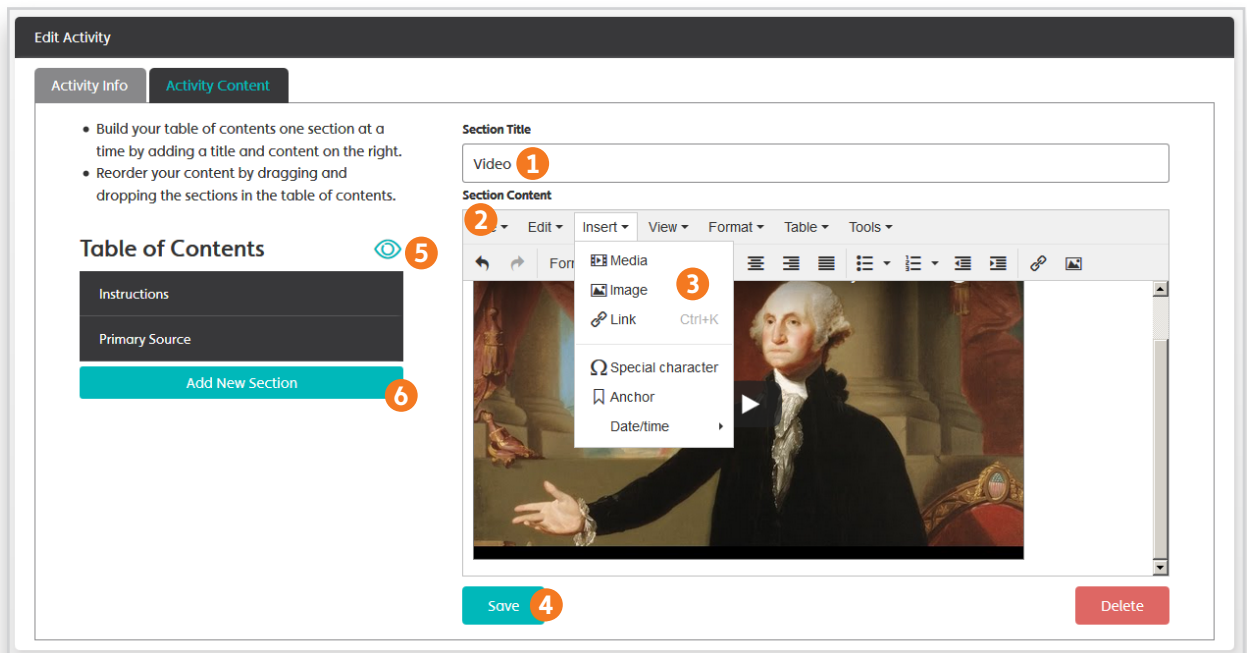 Edit Activity
Activity Info
Activity Content
• Build your table of contents one section at a
time by adding a title and content on the right.
• Reorder your content by dragging and
dropping the sections in the table of contents.
Table of Contents
5
Instructions
Primary Source
Add New Section
6
Section Title
Video 1
Section Content
2 Edit Insert View Format Table Tools
Media
Image 3
Link Ctrl+K
Special character
Anchor
Date/time
Save 4
Delete